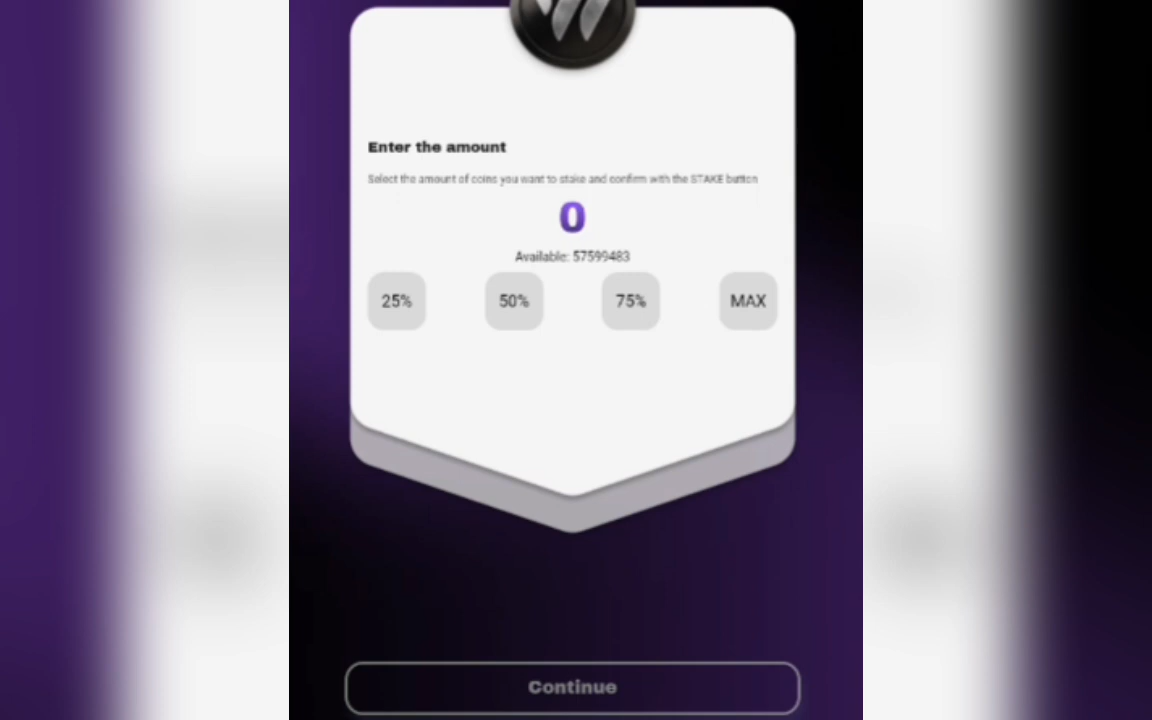 Enter the amount
Select the amount of coins you want to stake and confirm with the STAKE button
0
Available: 57599483
25%
50%
75%
MAX
Continue